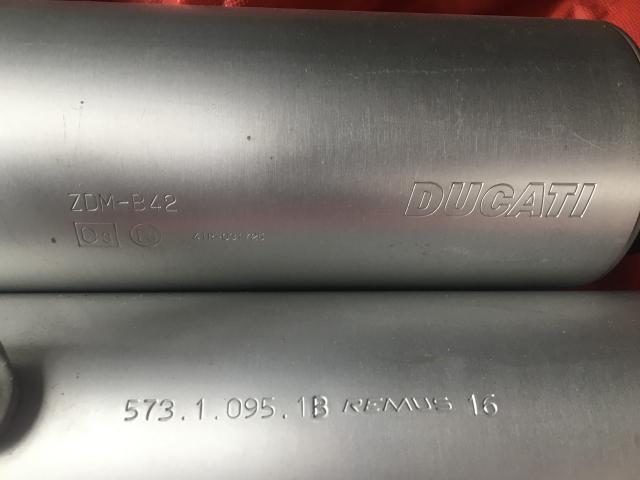 ZDM-B42
DUCATI
573.1.095.1B REMUS 16